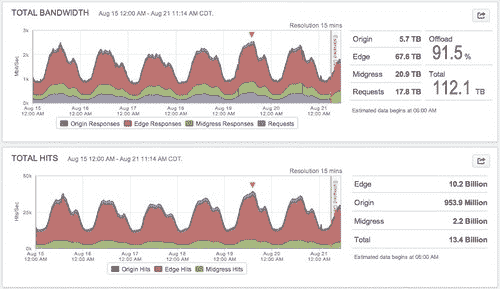 TOTAL BANDWIDTH Aug 15 12:00 AM - Aug 21 11:14 AM CDT.
Resolution 15 mins
Mbit/Sec
3k
2k
1k
0k
Aug 15 12:00 AM
Aug 16 12:00 AM
Aug 17 12:00 AM
Aug 18 12:00 AM
Aug 19 12:00 AM
Aug 20 12:00 AM
Aug 21 12:00 AM
Origin Responses Edge Responses Midgress Responses Requests
Origin 5.7 TB
Edge 67.6 TB
Midgress 20.9 TB
Requests 17.8 TB
Offload
91.5 %
Total
112.1 TB
Estimated data begins at 06:00 AM
TOTAL HITS Aug 15 12:00 AM - Aug 21 11:14 AM CDT.
Resolution 15 mins
Hits/Sec
50k
25k
0k
Aug 15 12:00 AM
Aug 16 12:00 AM
Aug 17 12:00 AM
Aug 18 12:00 AM
Aug 19 12:00 AM
Aug 20 12:05 AM
Aug 21 12:00 AM
Origin Hits Edge Hits Midgress Hits
Edge 10.2 Billion
Origin 953.9 Million
Midgress 2.2 Billion
Total 13.4 Billion
Estimated data begins at 06:00 AM